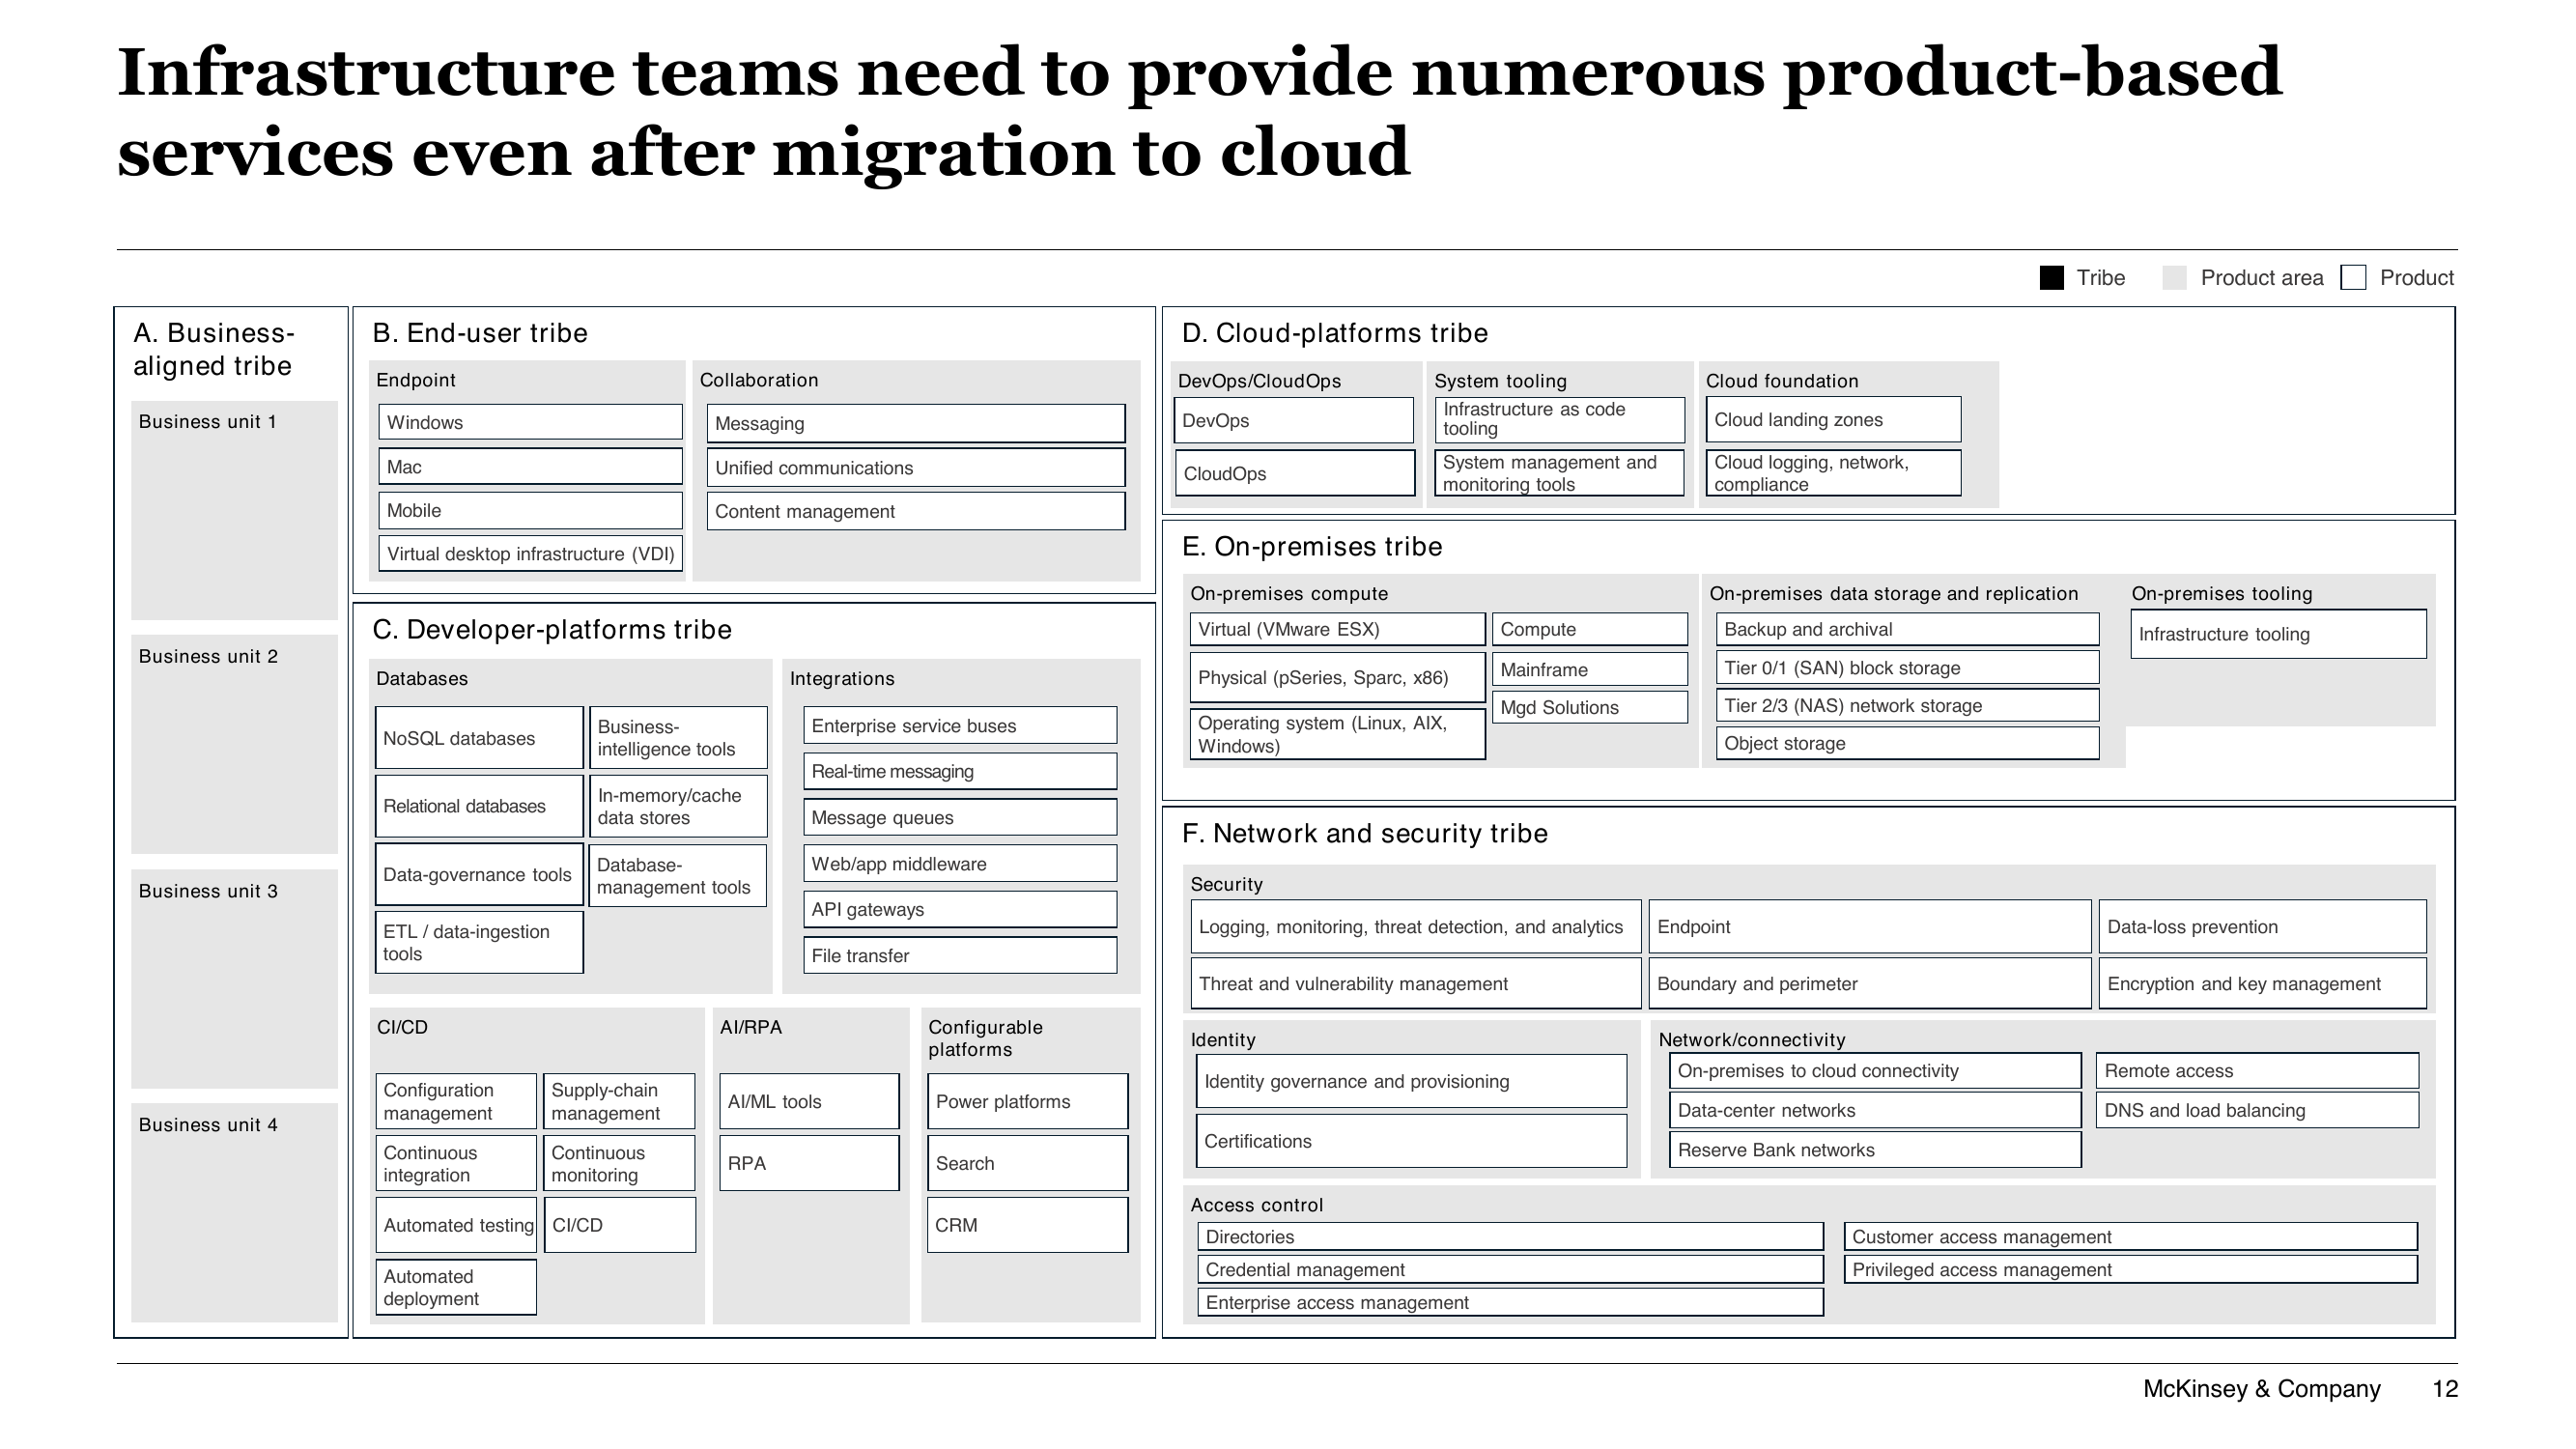 Infrastructure teams need to provide numerous product-based
services even after migration to cloud
Tribe
Product area
Product
A. Business-
aligned tribe
Business unit 1
Business unit 2
Business unit 3
Business unit 4
B. End-user tribe
Endpoint
Windows
Mac
Mobile
Virtual desktop infrastructure (VDI)
Collaboration
Messaging
Unified communications
Content management
C. Developer-platforms tribe
Databases
NoSQL databases
Relational databases
Data-governance tools
ETL / data-ingestion
tools
Business-
intelligence tools
In-memory/cache
data stores
Database-
management tools
Integrations
Enterprise service buses
Real-time messaging
Message queues
Web/app middleware
API gateways
File transfer
CI/CD
Configuration
management
Continuous
integration
Automated testing
Automated
deployment
Supply-chain
management
Continuous
monitoring
CI/CD
AI/RPA
AI/ML tools
RPA
Configurable
platforms
Power platforms
Search
CRM
D. Cloud-platforms tribe
DevOps/CloudOps
DevOps
CloudOps
System tooling
Infrastructure as code
tooling
System management and
monitoring tools
Cloud foundation
Cloud landing zones
Cloud logging, network,
compliance
E. On-premises tribe
On-premises compute
Virtual (VMware ESX)
Physical (pSeries, Sparc, x86)
Operating system (Linux, AIX,
Windows)
Compute
Mainframe
Mgd Solutions
On-premises data storage and replication
Backup and archival
Tier 0/1 (SAN) block storage
Tier 2/3 (NAS) network storage
Object storage
On-premises tooling
Infrastructure tooling
F. Network and security tribe
Security
Logging, monitoring, threat detection, and analytics
Endpoint
Data-loss prevention
Threat and vulnerability management
Boundary and perimeter
Encryption and key management
Identity
Identity governance and provisioning
Certifications
Network/connectivity
On-premises to cloud connectivity
Data-center networks
Reserve Bank networks
Remote access
DNS and load balancing
Access control
Directories
Credential management
Enterprise access management
Customer access management
Privileged access management
McKinsey & Company
12